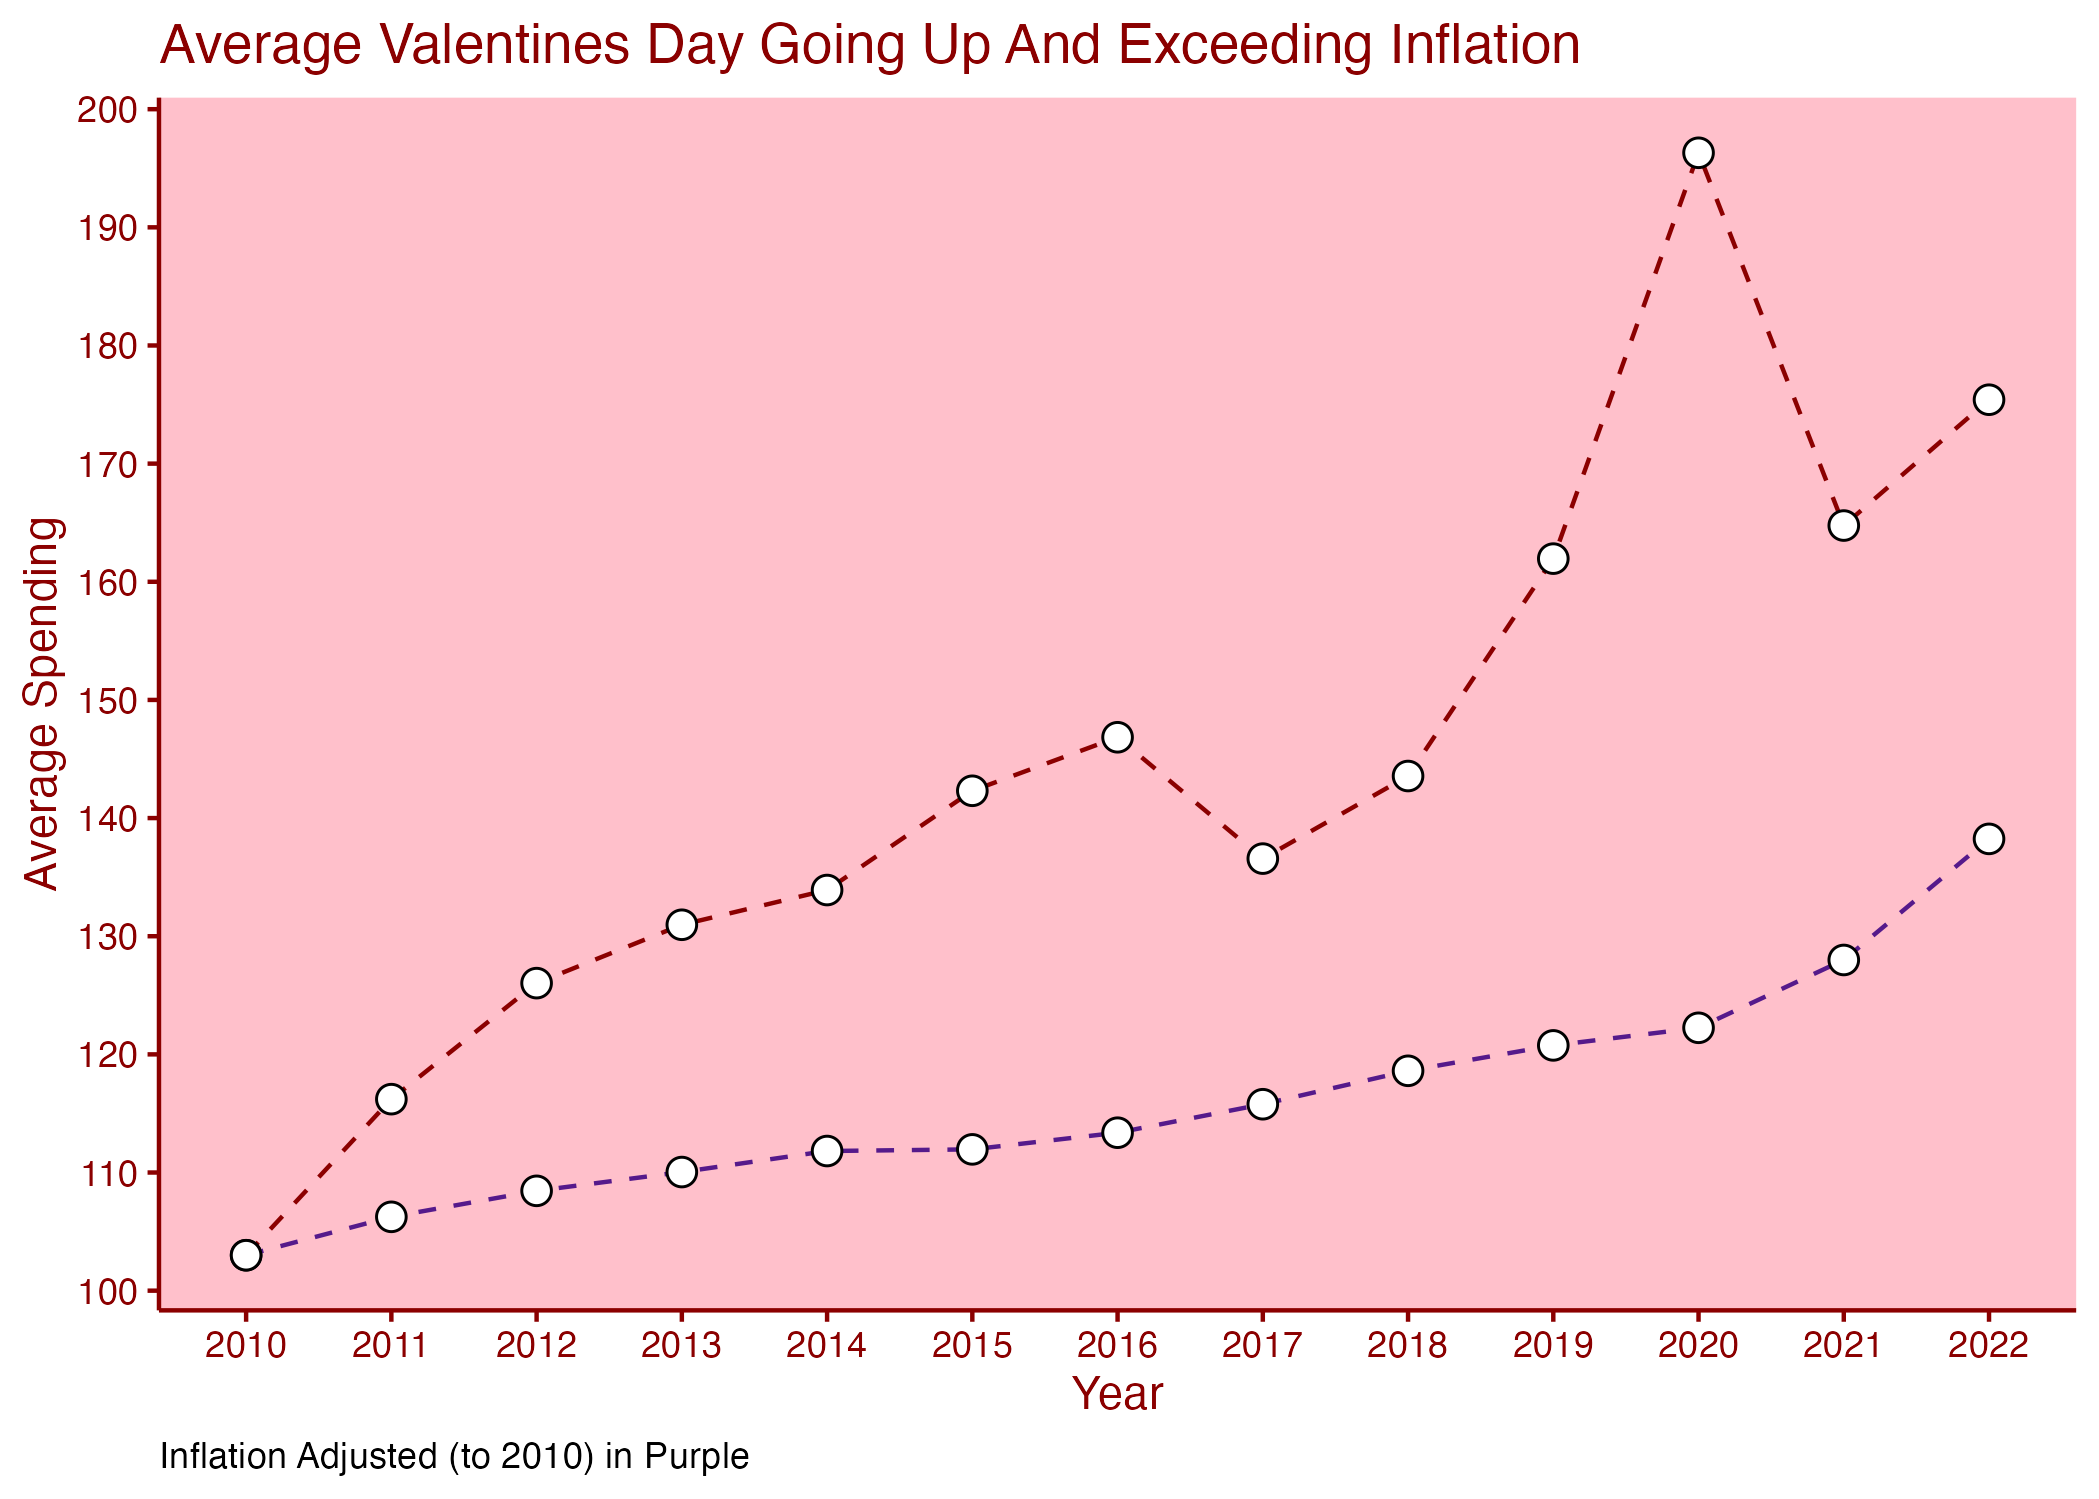 Average Valentines Day Going Up And Exceeding Inflation
200
190
180
170
160
150
140
130
120
110
100
Average Spending
2010 2011 2012 2013 2014 2015 2016 2017 2018 2019 2020 2021 2022
Year
Inflation Adjusted (to 2010) in Purple